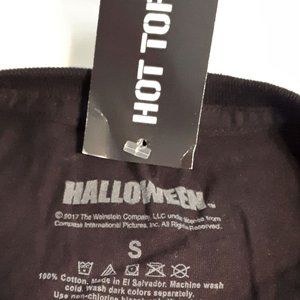 HOT TOP
HALLOWEEN
© 2017 The Weinstein Company, LLC under license from
Compass International Pictures, Inc. All Rights Reserved.
S
100% Cotton. Made in El Salvador. Machine wash
cold, wash dark colors separately.
Use non-chlorine bleach